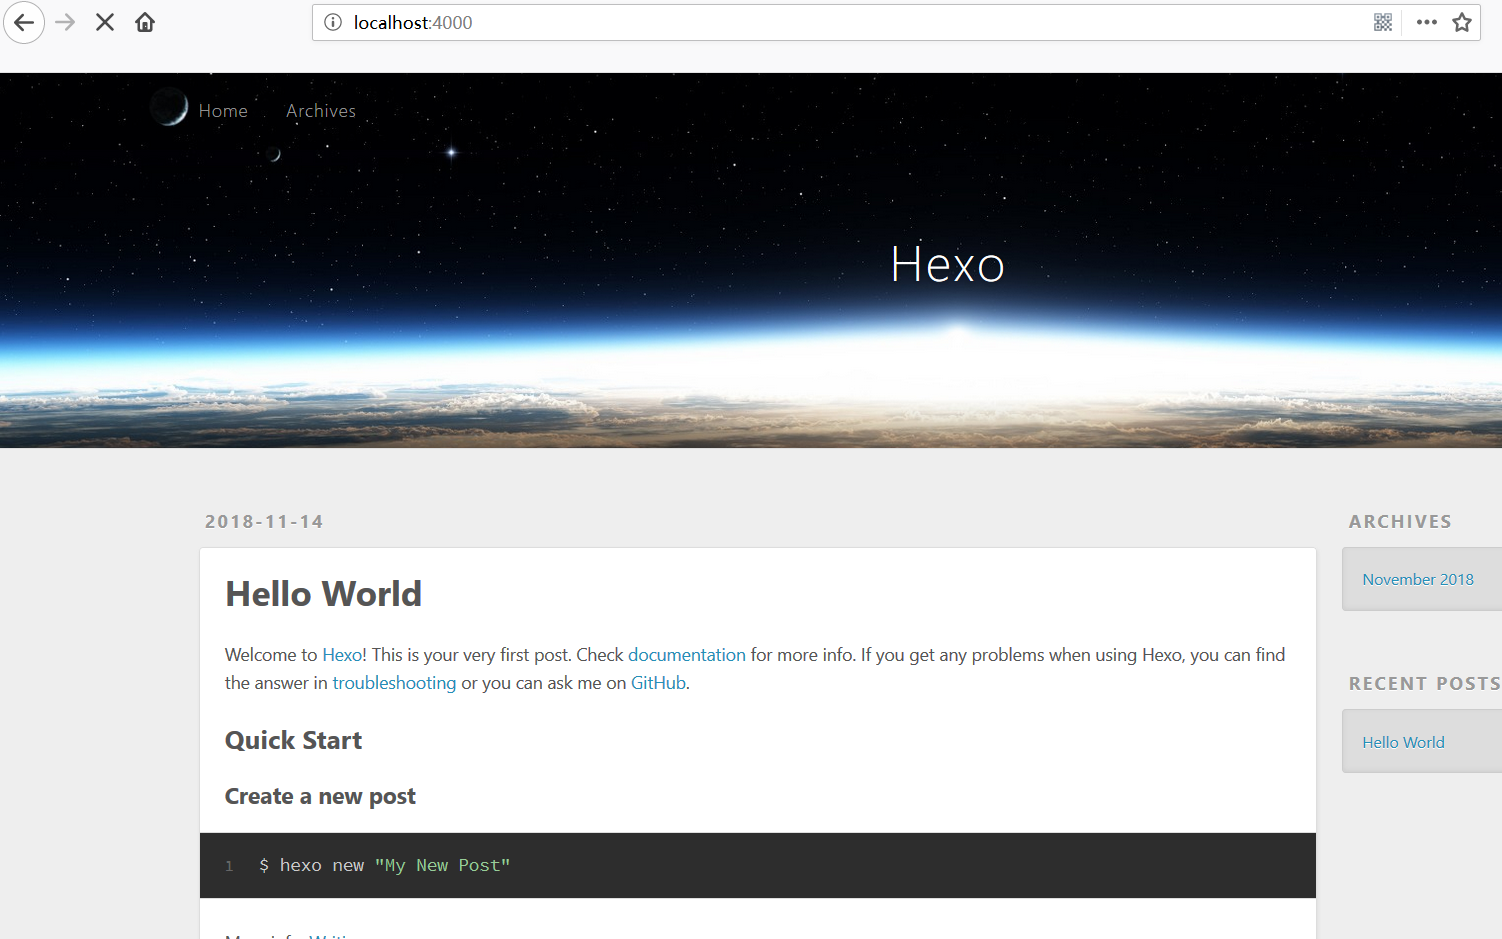 localhost:4000
Home Archives
Hexo
2018-11-14
Hello World
Welcome to Hexo! This is your very first post. Check documentation for more info. If you get any problems when using Hexo, you can find
the answer in troubleshooting or you can ask me on GitHub.
Quick Start
Create a new post
1 $ hexo new "My New Post"
ARCHIVES
November 2018
RECENT POSTS
Hello World